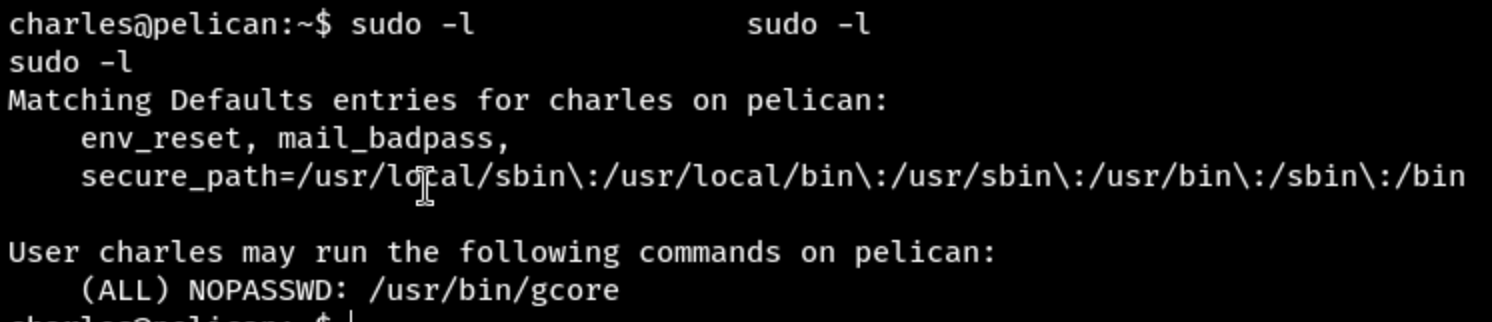 charles@pelican:~$ sudo -l               sudo -l
sudo -l
Matching Defaults entries for charles on pelican:
    env_reset, mail_badpass,
    secure_path=/usr/local/sbin\:/usr/local/bin\:/usr/sbin\:/usr/bin\:/sbin\:/bin

User charles may run the following commands on pelican:
    (ALL) NOPASSWD: /usr/bin/gcore